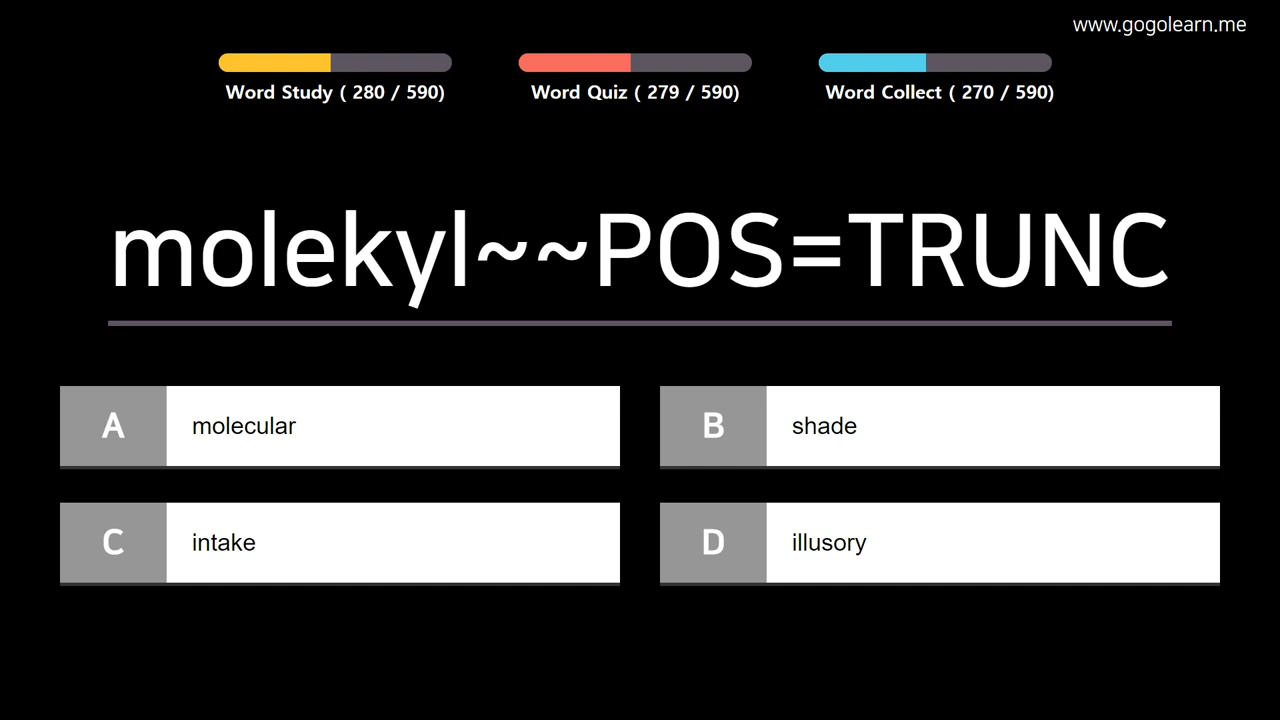 www.gogolearn.me
Word Study ( 280 / 590)
Word Quiz ( 279 / 590)
Word Collect ( 270 / 590)
molekyl~~POS=TRUNC
A molecular
B shade
C intake
D illusory